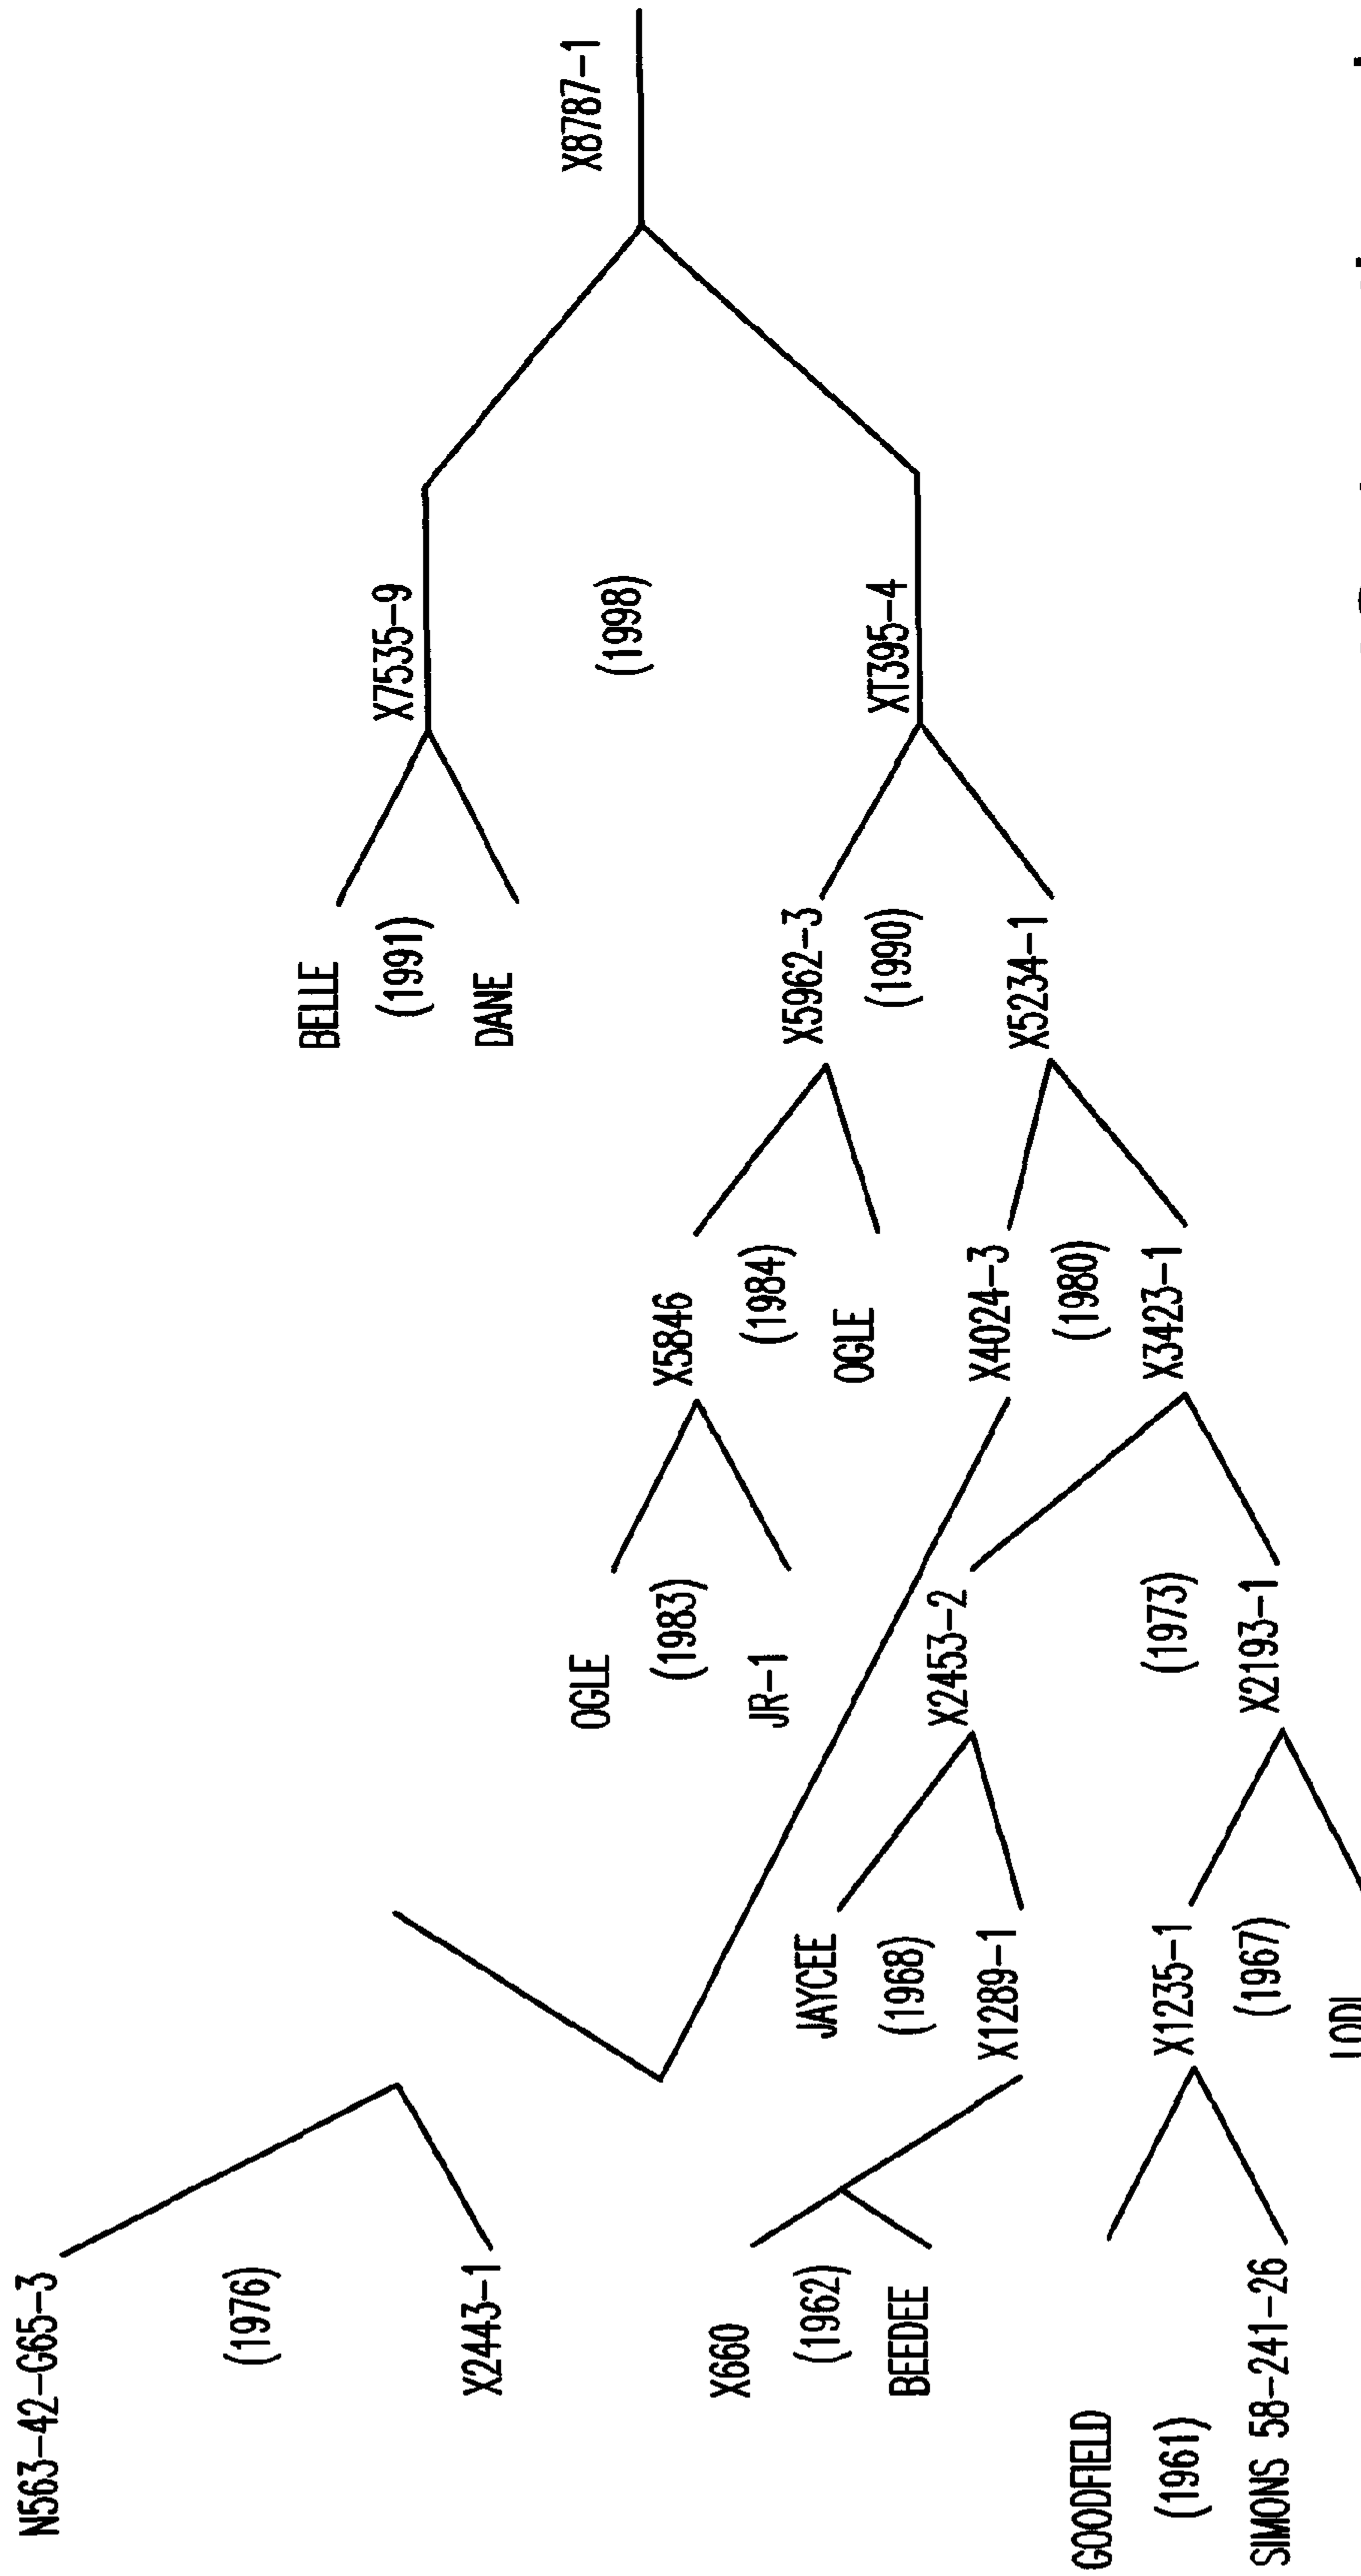 X8787-1
X7535-9
(1998)
XT395-4
BELLE
(1991)
DANE
X5962-3
(1990)
X5234-1
X5846
(1984)
OGLE
X4024-3
(1980)
X3423-1
OGLE
(1983)
JR-1
X2453-2
(1973)
X2193-1
JAYCEE
(1968)
X1289-1
X1235-1
(1967)
N563-42-G65-3
(1976)
X2443-1
X660
(1962)
BEEDEE
GOODFIELD
(1961)
SIMONS 58-241-26